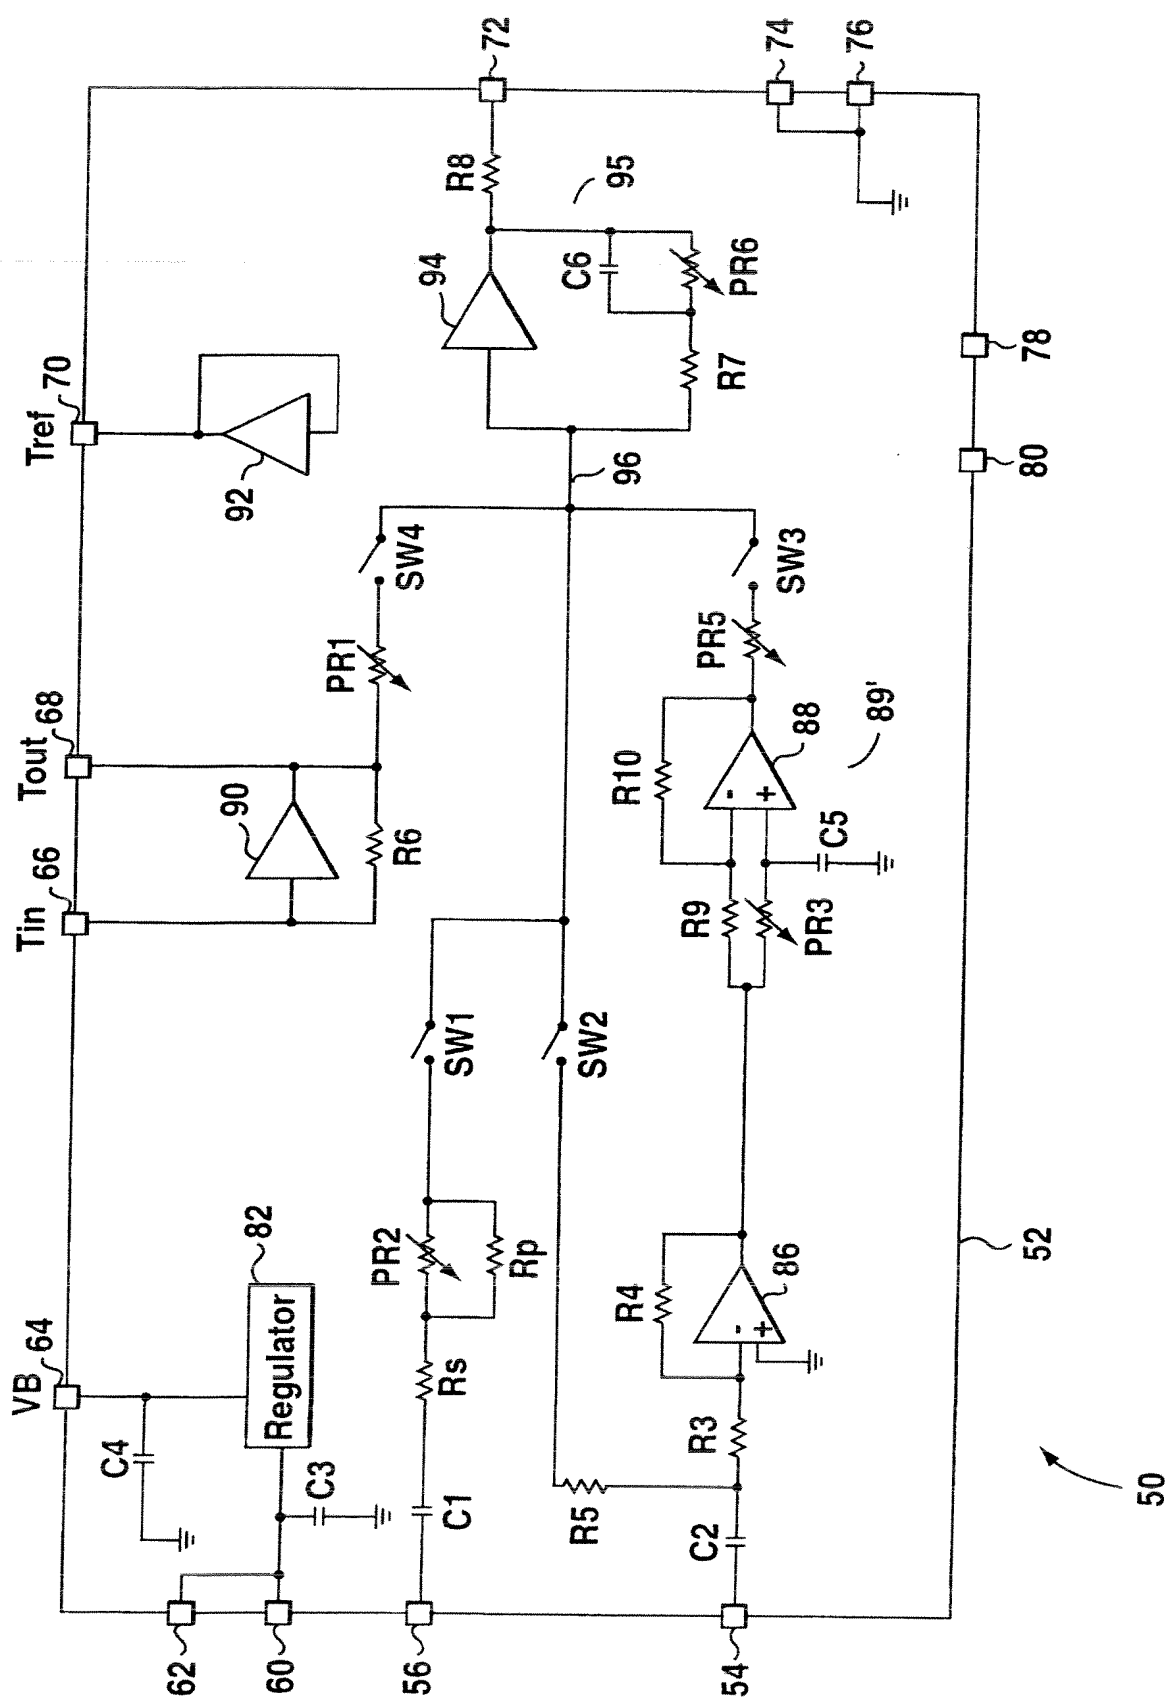 VB
64
Tin
66
Tout
68
Tref
70
62
C4
82
Regulator
90
92
60
C3
R6
PR1
SW4
94
R8
72
56
C1
Rs
PR2
Rp
SW1
96
R7
C6
PR6
95
R5
SW2
54
C2
R3
R4
86
R9
PR3
R10
-
+
-
+
88
C5
89'
PR5
SW3
74
76
52
80
78
50